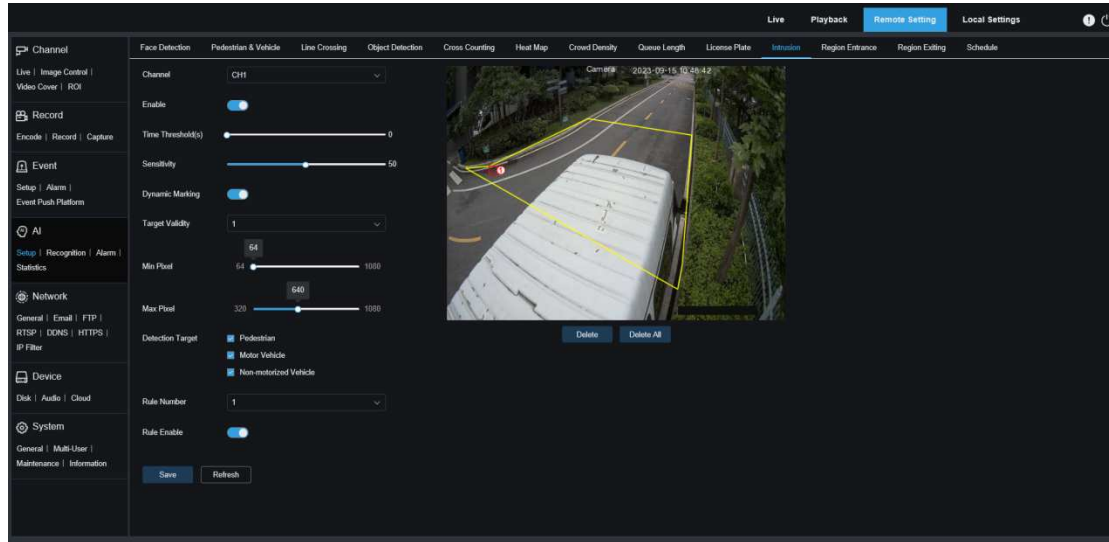 Live Playback Remote Setting Local Settings
Channel
Live | Image Control |
Video Cover | ROI
Record
Encode | Record | Capture
Event
Setup | Alarm |
Event Push Platform
AI
Setup | Recognition | Alarm |
Statistics
Network
General | Email | FTP |
RTSP | DDNS | HTTPS |
IP Filter
Device
Disk | Audio | Cloud
System
General | Multi-User |
Maintenance | Information
Face Detection Pedestrian & Vehicle Line Crossing Object Detection Cross Counting Heat Map Crowd Density Queue Length License Plate Intrusion Region Entrance Region Exiting Schedule
Channel CH1
Enable
Time Threshold(s) 0
Sensitivity 50
Dynamic Marking
Target Validity 1
64
Min Pixel 64 1080
640
Max Pixel 320 1080
Detection Target Pedestrian
Motor Vehicle
Non-motorized Vehicle
Rule Number 1
Rule Enable
Save Refresh
Camera 2023-09-15 10:46:42
1
Delete Delete All